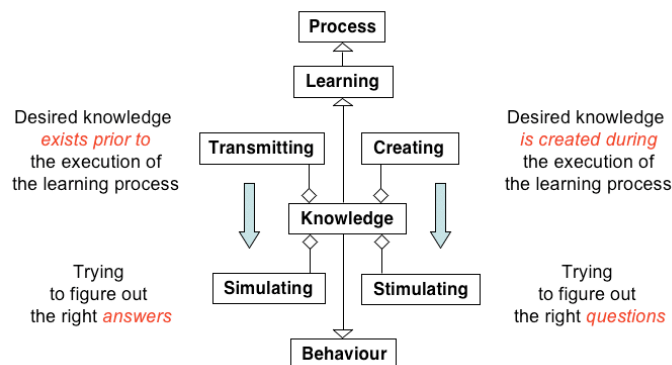 Process
Learning
Desired knowledge
exists prior to
the execution of
the learning process
Transmitting
Creating
Desired knowledge
is created during
the execution of
the learning process
Knowledge
Trying
to figure out
the right answers
Simulating
Stimulating
Trying
to figure out
the right questions
Behaviour